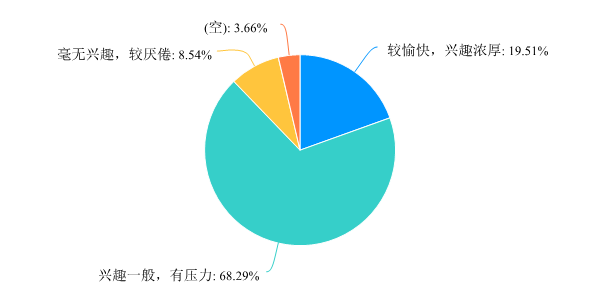 (空): 3.66%
较愉快，兴趣浓厚: 19.51%
毫无兴趣，较厌倦: 8.54%
兴趣一般，有压力: 68.29%